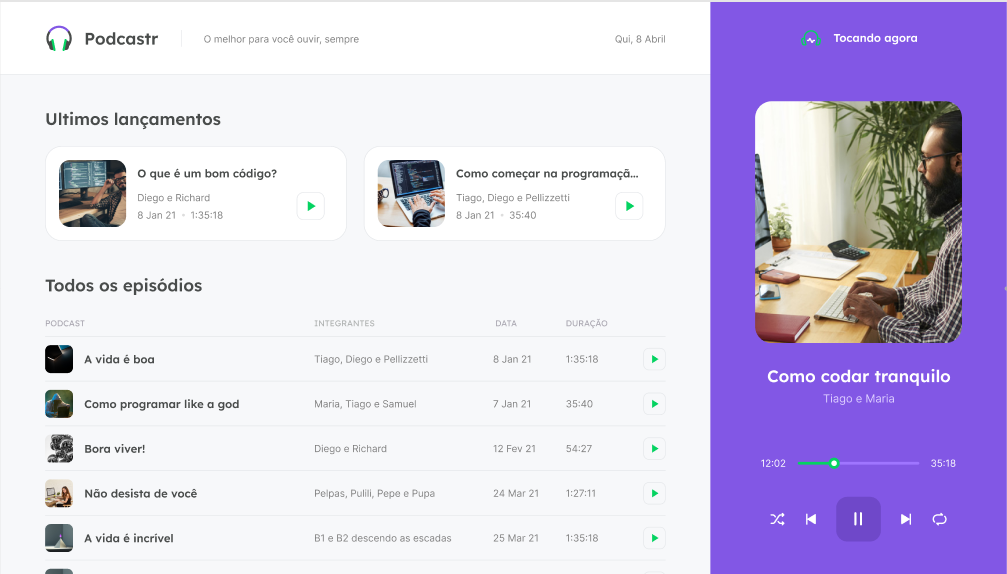 Podcastr
O melhor para você ouvir, sempre
Qui, 8 Abril
Ultimos lançamentos
O que é um bom código?
Diego e Richard
8 Jan 21 • 1:35:18
Como começar na programaçã...
Tiago, Diego e Pellizzetti
8 Jan 21 • 35:40
Todos os episódios
PODCAST INTEGRANTES DATA DURAÇÃO
A vida é boa Tiago, Diego e Pellizzetti 8 Jan 21 1:35:18
Como programar like a god Maria, Tiago e Samuel 7 Jan 21 35:40
Bora viver! Diego e Richard 12 Fev 21 54:27
Não desista de você Pelpas, Pulili, Pepe e Pupa 24 Mar 21 1:27:11
A vida é incrivel B1 e B2 descendo as escadas 25 Mar 21 1:35:18
Tocando agora
Como codar tranquilo
Tiago e Maria
12:02 35:18